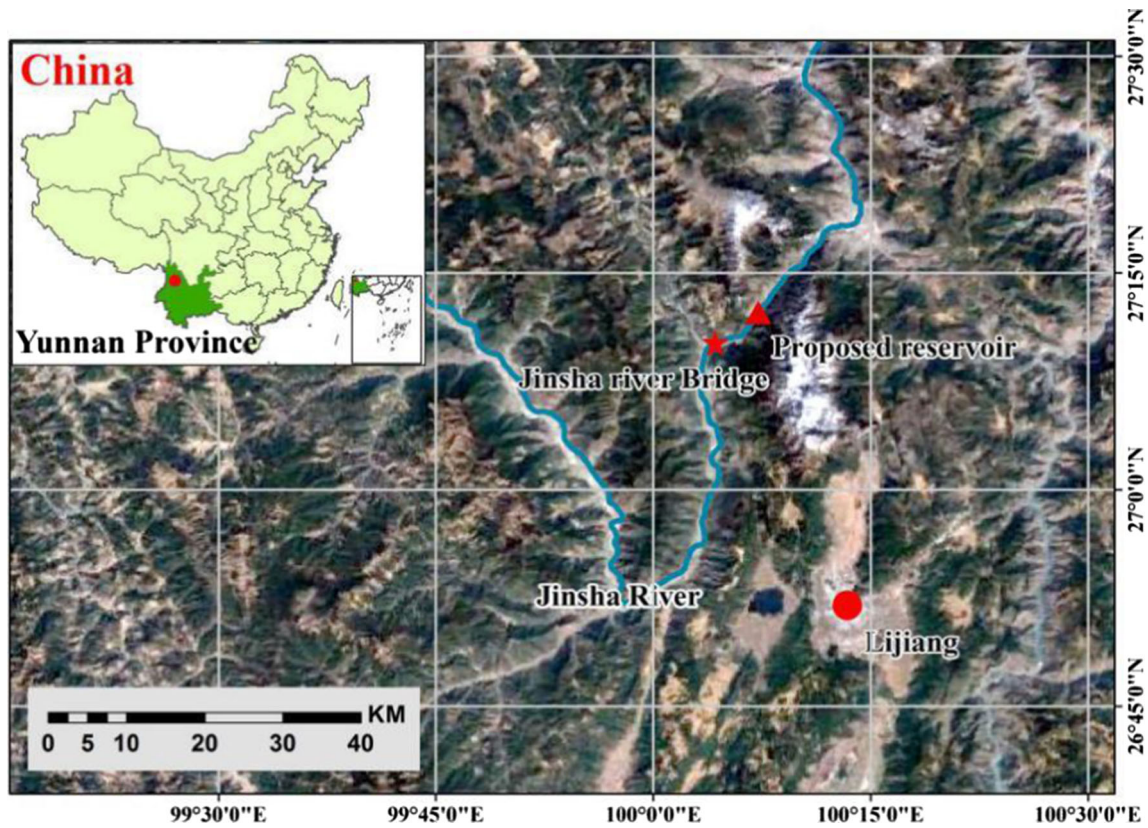 China
Yunnan Province
27°30'0"N
27°15'0"N
Proposed reservoir
Jinsha river Bridge
27°0'0"N
Jinsha River
Lijiang
26°45'0"N
KM
0 5 10 20 30 40
99°30'0"E 99°45'0"E 100°0'0"E 100°15'0"E 100°30'0"E